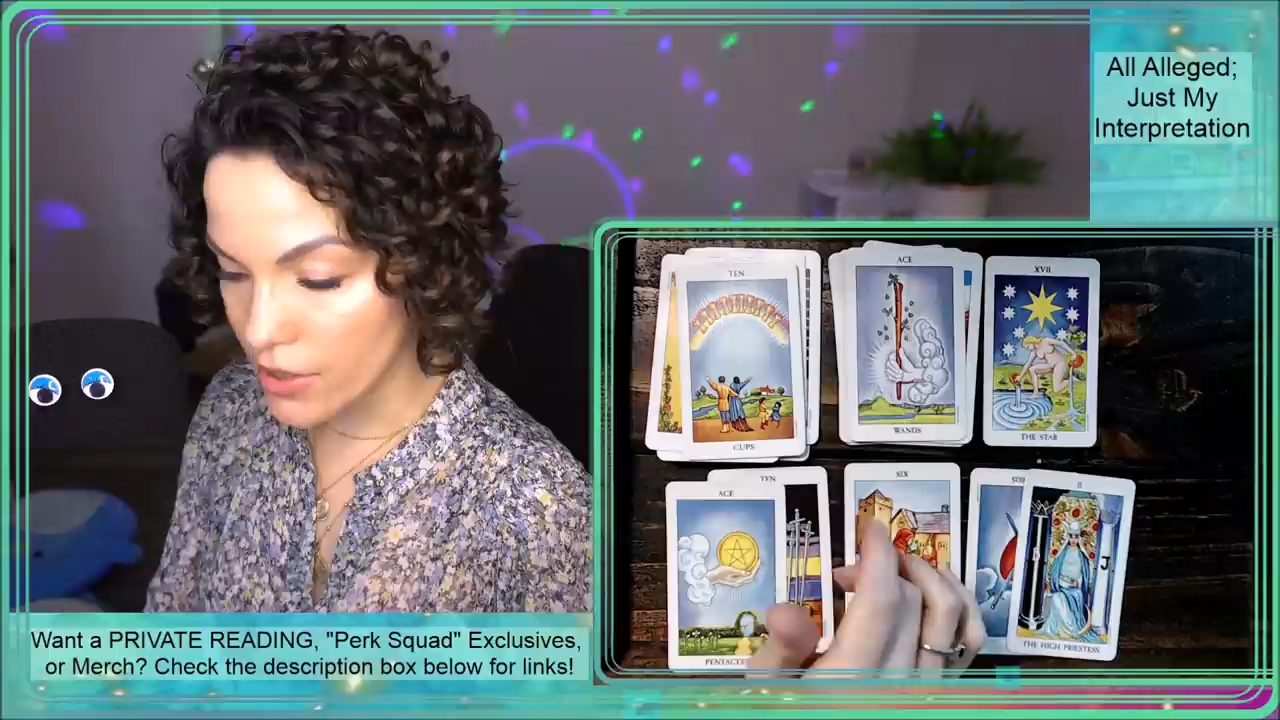 All Alleged;
Just My
Interpretation
TEN
CUPS
ACE
WANDS
XVII
THE STAR
ACE
TEN
SIX
II
J
THE HIGH PRIESTESS
Want a PRIVATE READING, "Perk Squad" Exclusives,
or Merch? Check the description box below for links!